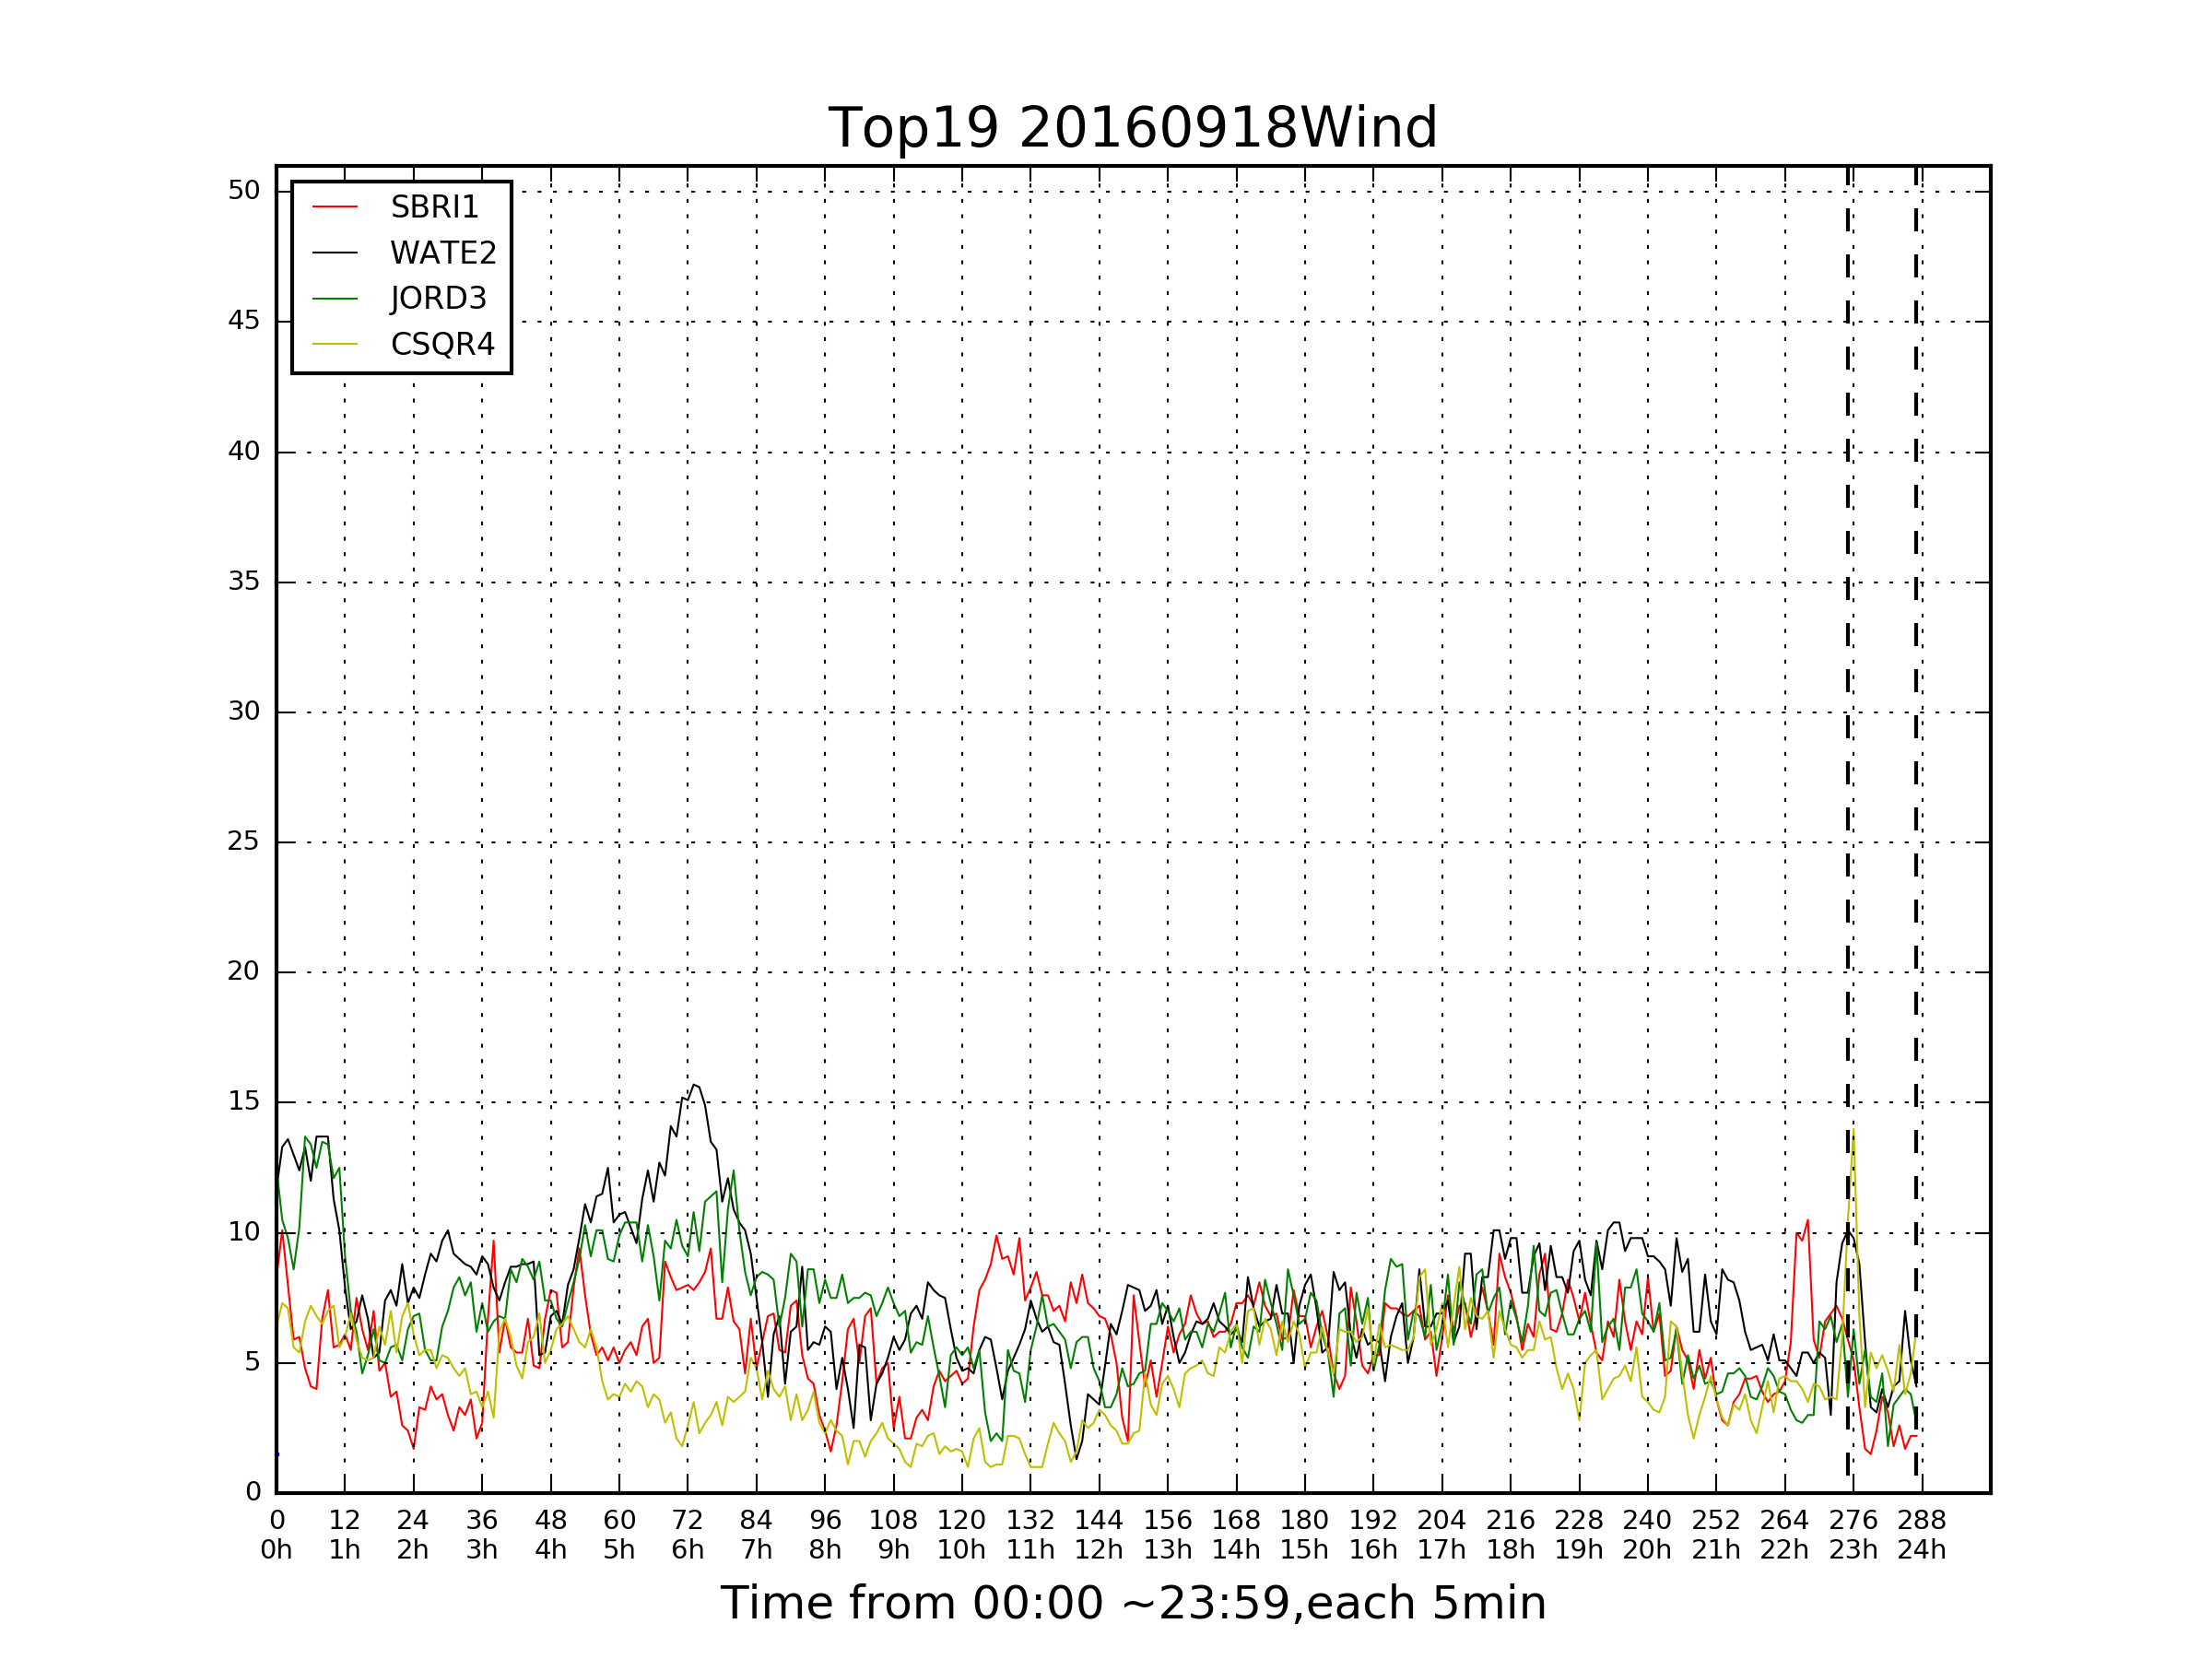 Top19 20160918Wind
50
45
40
35
30
25
20
15
10
5
0
SBRI1
WATE2
JORD3
CSQR4
0 12 24 36 48 60 72 84 96 108 120 132 144 156 168 180 192 204 216 228 240 252 264 276 288
0h 1h 2h 3h 4h 5h 6h 7h 8h 9h 10h 11h 12h 13h 14h 15h 16h 17h 18h 19h 20h 21h 22h 23h 24h
Time from 00:00 ~23:59,each 5min